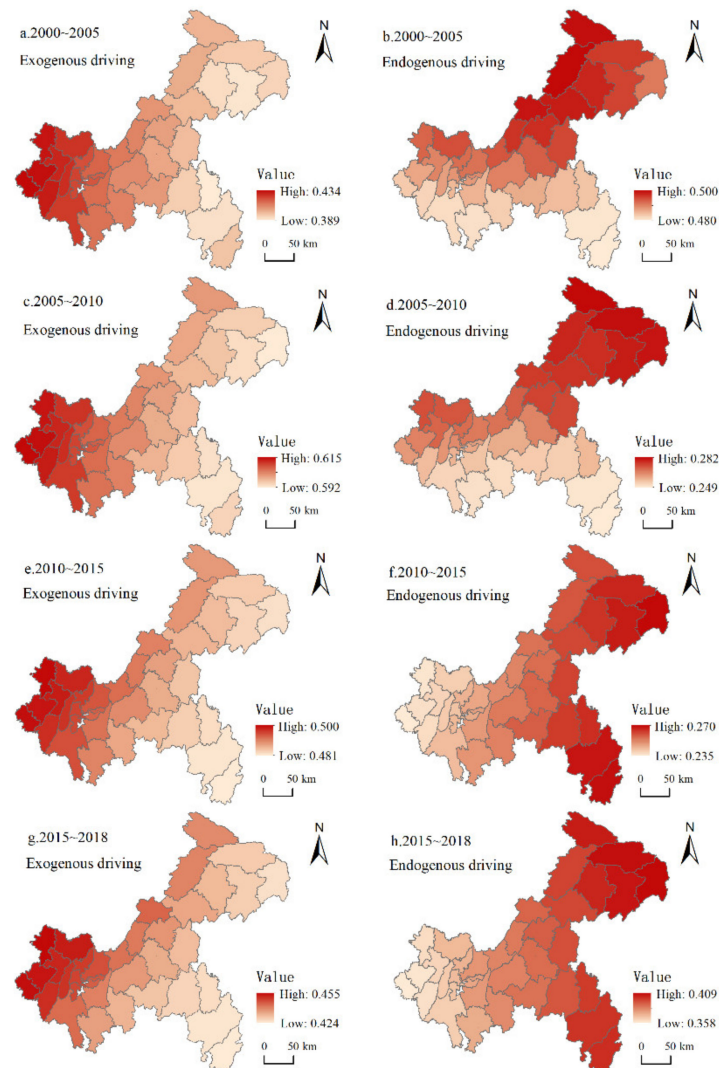 a.2000~2005
Exogenous driving
N
Value
High: 0.434
Low: 0.389
0 50 km
b.2000~2005
Endogenous driving
N
Value
High: 0.500
Low: 0.480
0 50 km
c.2005~2010
Exogenous driving
N
Value
High: 0.615
Low: 0.592
0 50 km
d.2005~2010
Endogenous driving
N
Value
High: 0.282
Low: 0.249
0 50 km
e.2010~2015
Exogenous driving
N
Value
High: 0.500
Low: 0.481
0 50 km
f.2010~2015
Endogenous driving
N
Value
High: 0.270
Low: 0.235
0 50 km
g.2015~2018
Exogenous driving
N
Value
High: 0.455
Low: 0.424
0 50 km
h.2015~2018
Endogenous driving
N
Value
High: 0.409
Low: 0.358
0 50 km